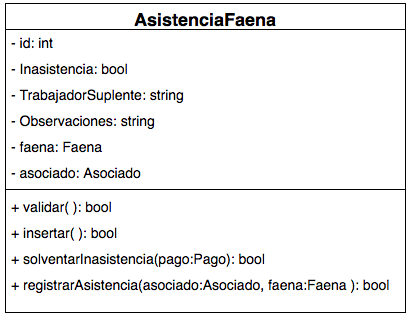 AsistenciaFaena
- id: int
- Inasistencia: bool
- TrabajadorSuplente: string
- Observaciones: string
- faena: Faena
- asociado: Asociado
+ validar( ): bool
+ insertar( ): bool
+ solventarInasistencia(pago:Pago): bool
+ registrarAsistencia(asociado:Asociado, faena:Faena ): bool